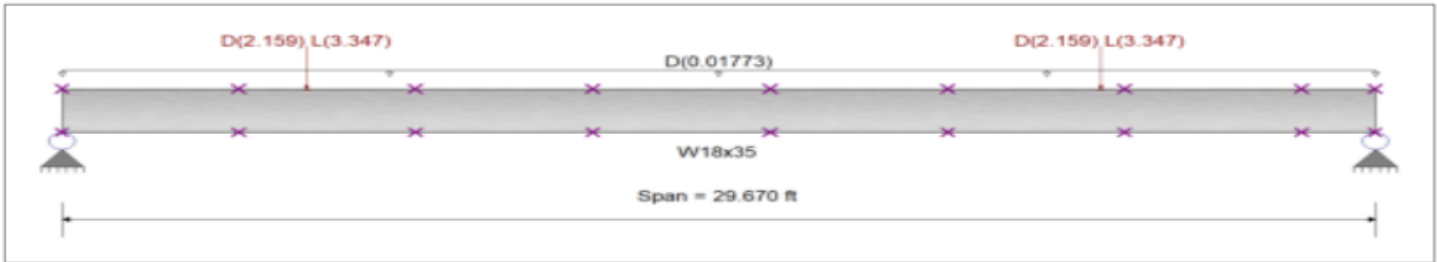 D(2.159) L(3.347)
D(2.159) L(3.347)
D(0.01773)
W18x35
Span = 29.670 ft